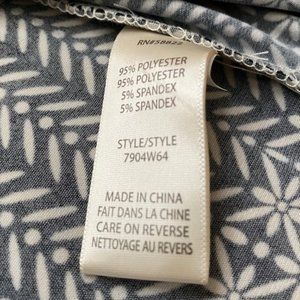 RN#58822
95% POLYESTER
95% POLYESTER
5% SPANDEX
5% SPANDEX
STYLE/STYLE
7904W64
MADE IN CHINA
FAIT DANS LA CHINE
CARE ON REVERSE
NETTOYAGE AU REVERS